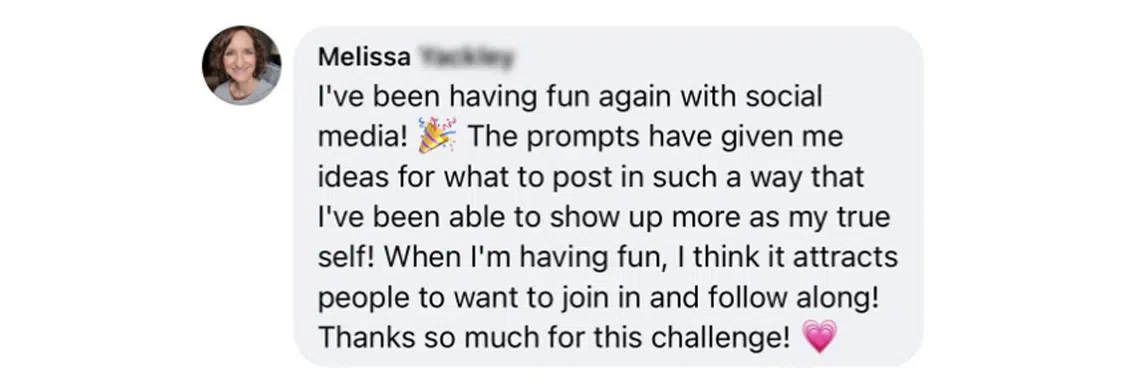 Melissa
I've been having fun again with social
media! 🎉 The prompts have given me
ideas for what to post in such a way that
I've been able to show up more as my true
self! When I'm having fun, I think it attracts
people to want to join in and follow along!
Thanks so much for this challenge! 💗